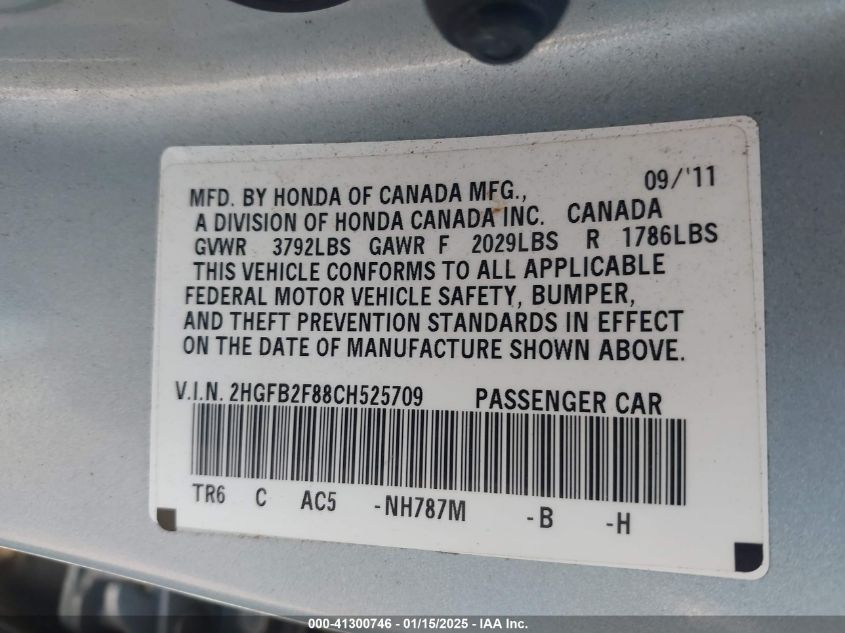 09/'11
MFD. BY HONDA OF CANADA MFG.,
A DIVISION OF HONDA CANADA INC. CANADA
GVWR 3792LBS GAWR F 2029LBS R 1786LBS
THIS VEHICLE CONFORMS TO ALL APPLICABLE
FEDERAL MOTOR VEHICLE SAFETY, BUMPER,
AND THEFT PREVENTION STANDARDS IN EFFECT
ON THE DATE OF MANUFACTURE SHOWN ABOVE.
V.I.N. 2HGFB2F88CH525709 PASSENGER CAR
TR6 C AC5 -NH787M -B -H
000-41300746 - 01/15/2025 - IAA Inc.